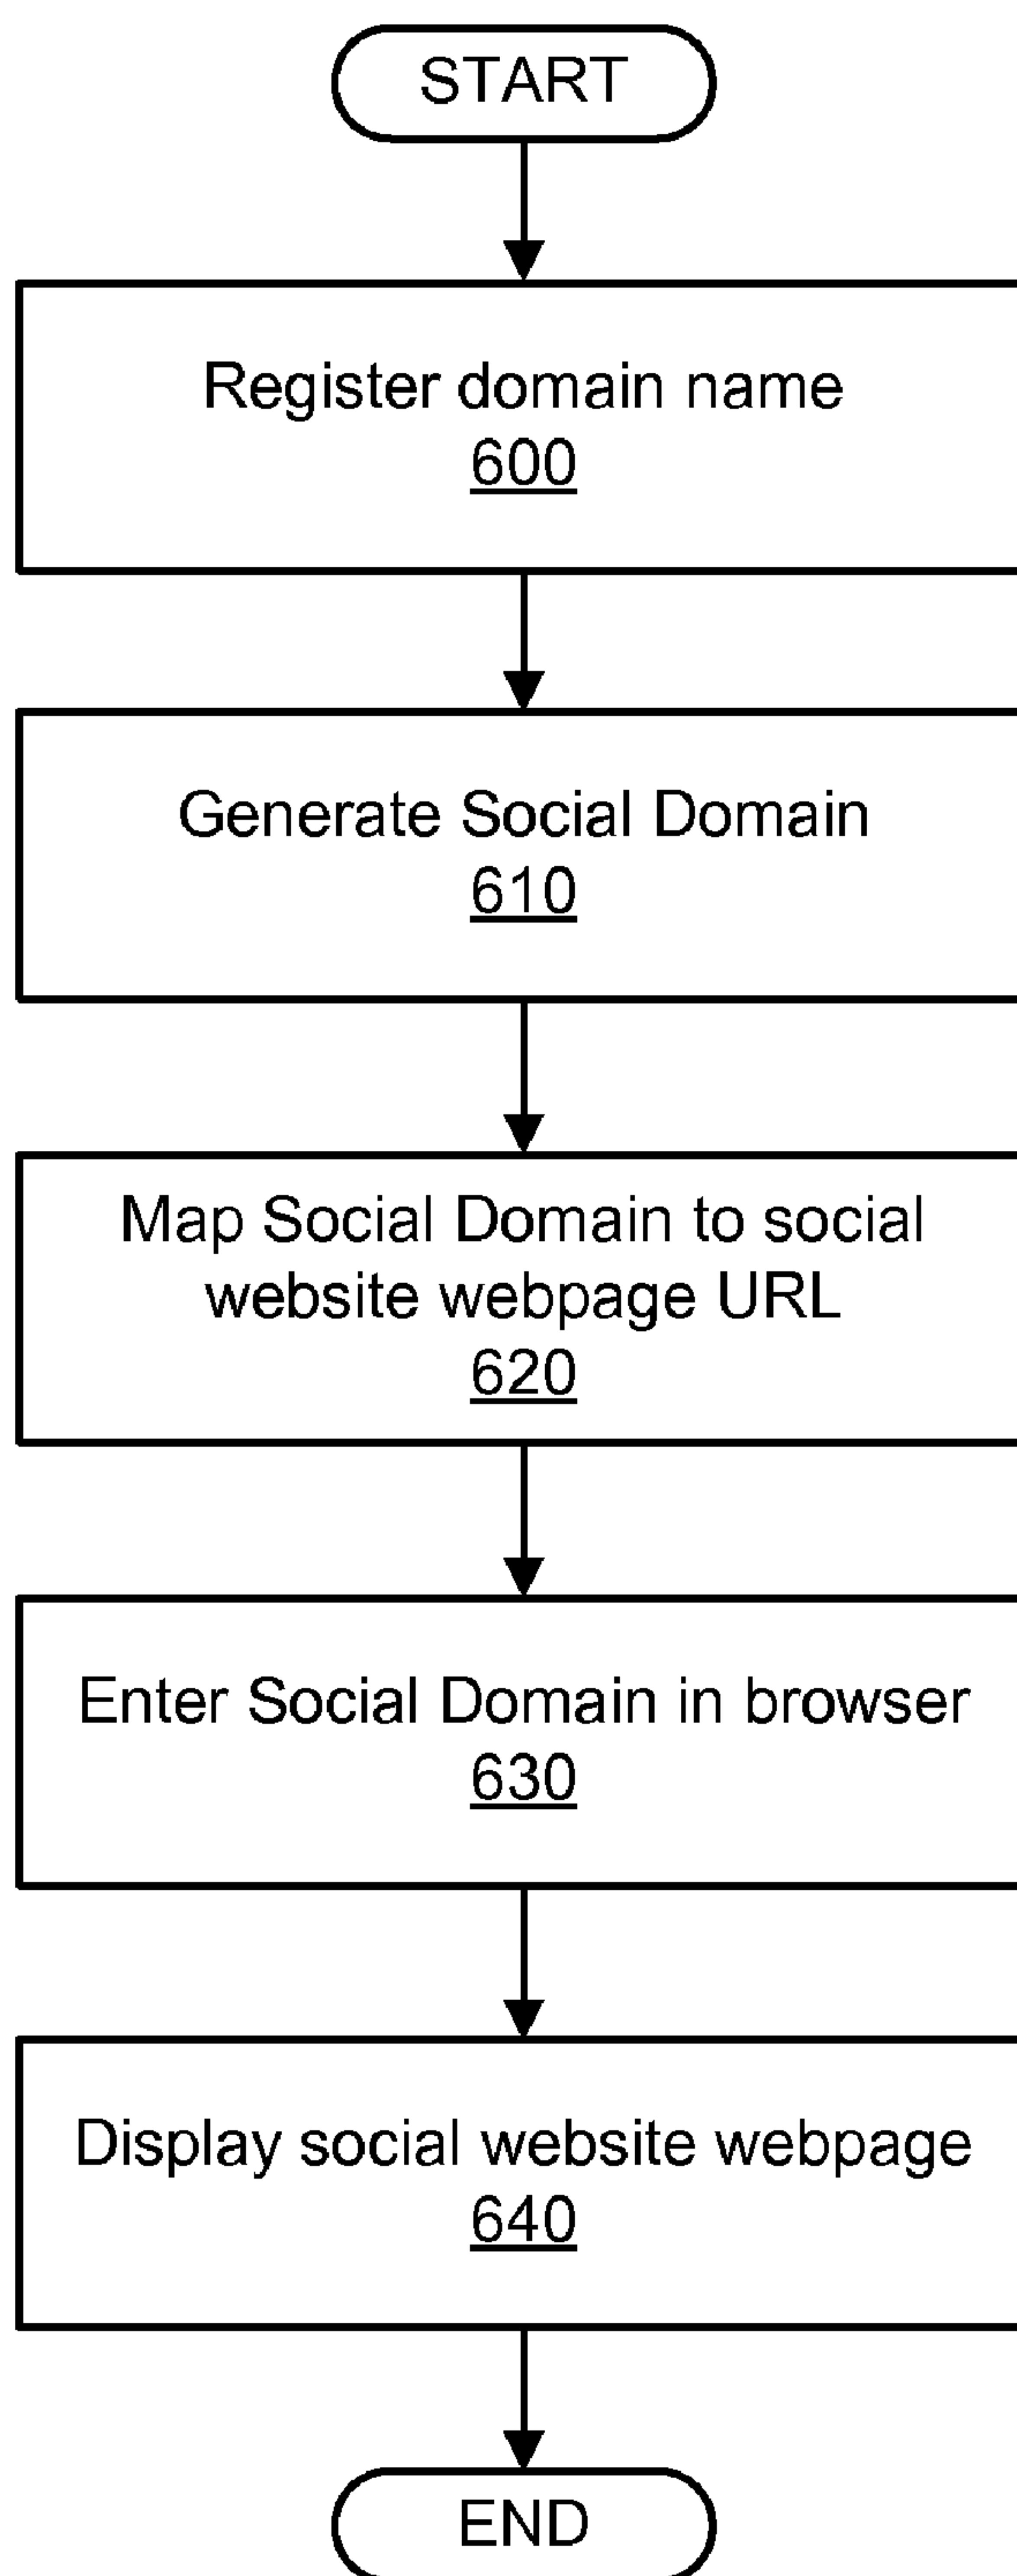 START
Register domain name
600
Generate Social Domain
610
Map Social Domain to social
website webpage URL
620
Enter Social Domain in browser
630
Display social website webpage
640
END